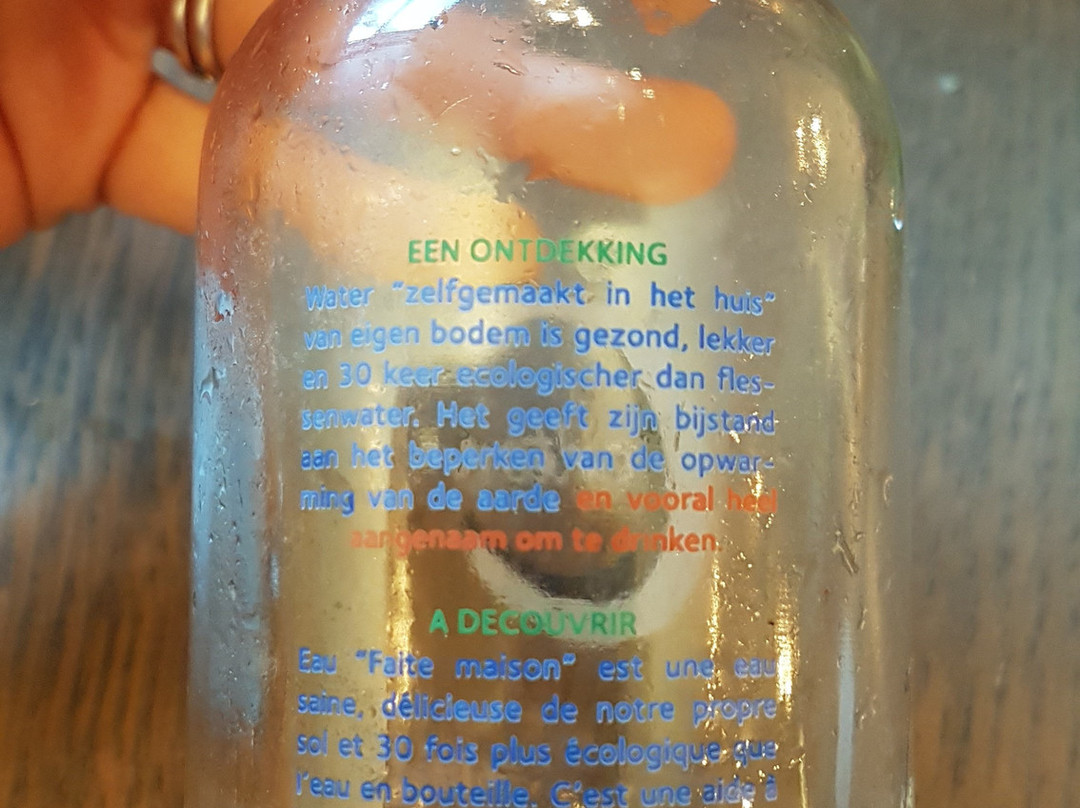 EEN ONTDEKKING
Water "zelfgemaakt in het huis"
van eigen bodem is gezond, lekker
en 30 keer ecologischer dan fles-
senwater. Het geeft zijn bijstand
aan het beperken van de opwar-
ming van de aarde en vooral heel
aangenaam om te drinken.
A DECOUVRIR
Eau "Faite maison" est une eau
saine, délicieuse de notre propre
sol et 30 fois plus écologique que
l'eau en bouteille. C'est une aide à